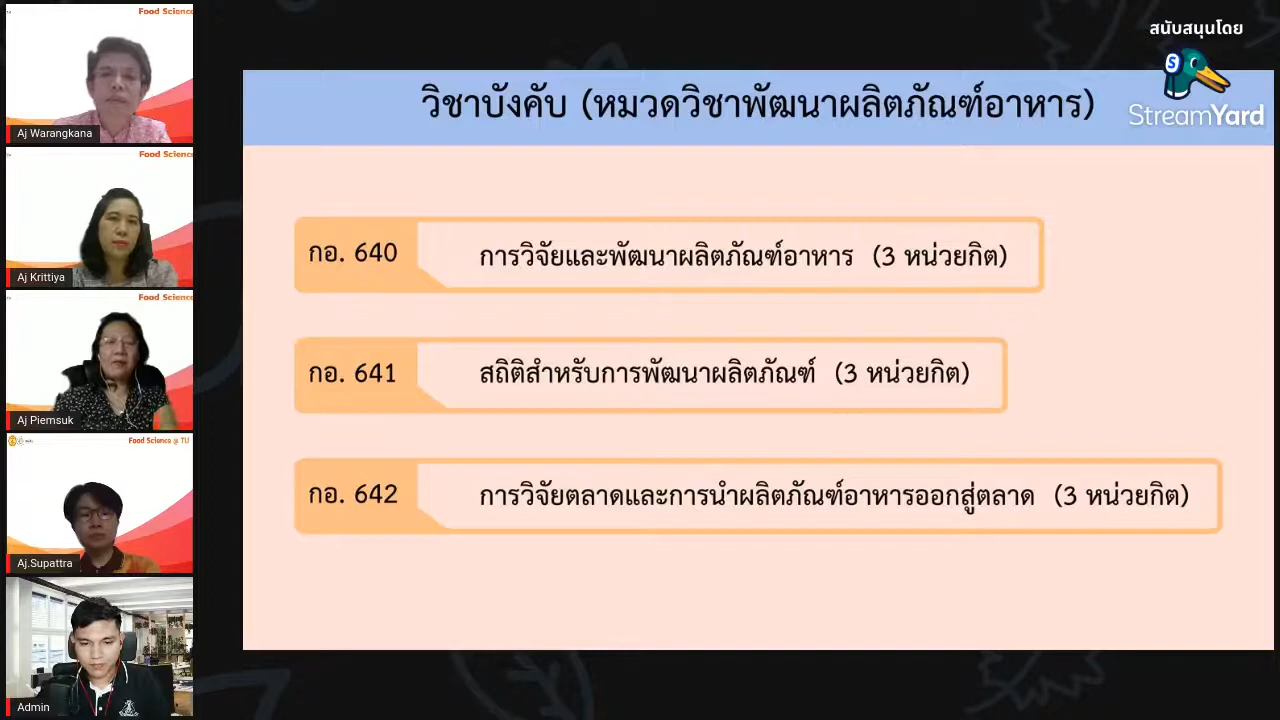 Food Science
Aj Warangkana
Food Science
Aj Krittiya
Food Science
Aj Piemsuk
Food Science @ TU
Aj.Supattra
Admin
สนับสนุนโดย
S
StreamYard
วิชาบังคับ (หมวดวิชาพัฒนาผลิตภัณฑ์อาหาร)
กอ. 640 การวิจัยและพัฒนาผลิตภัณฑ์อาหาร (3 หน่วยกิต)
กอ. 641 สถิติสำหรับการพัฒนาผลิตภัณฑ์ (3 หน่วยกิต)
กอ. 642 การวิจัยตลาดและการนำผลิตภัณฑ์อาหารออกสู่ตลาด (3 หน่วยกิต)